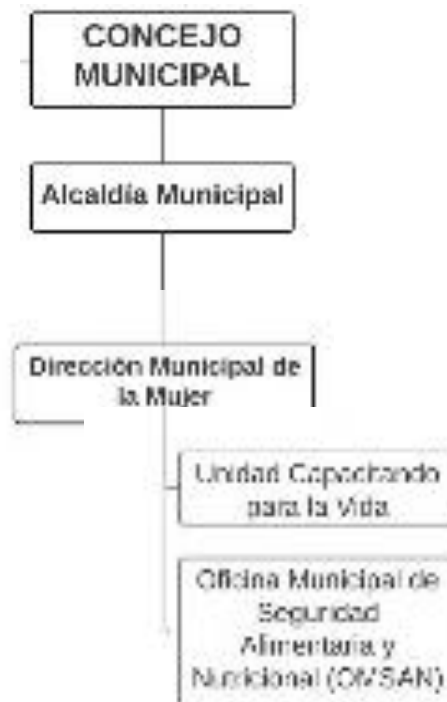 CONCEJO
MUNICIPAL
Alcaldía Municipal
Dirección Municipal de
la Mujer
Unidad Capacitando
para la Vida
Oficina Municipal de
Seguridad
Alimentaria y
Nutricional (OMSAN)